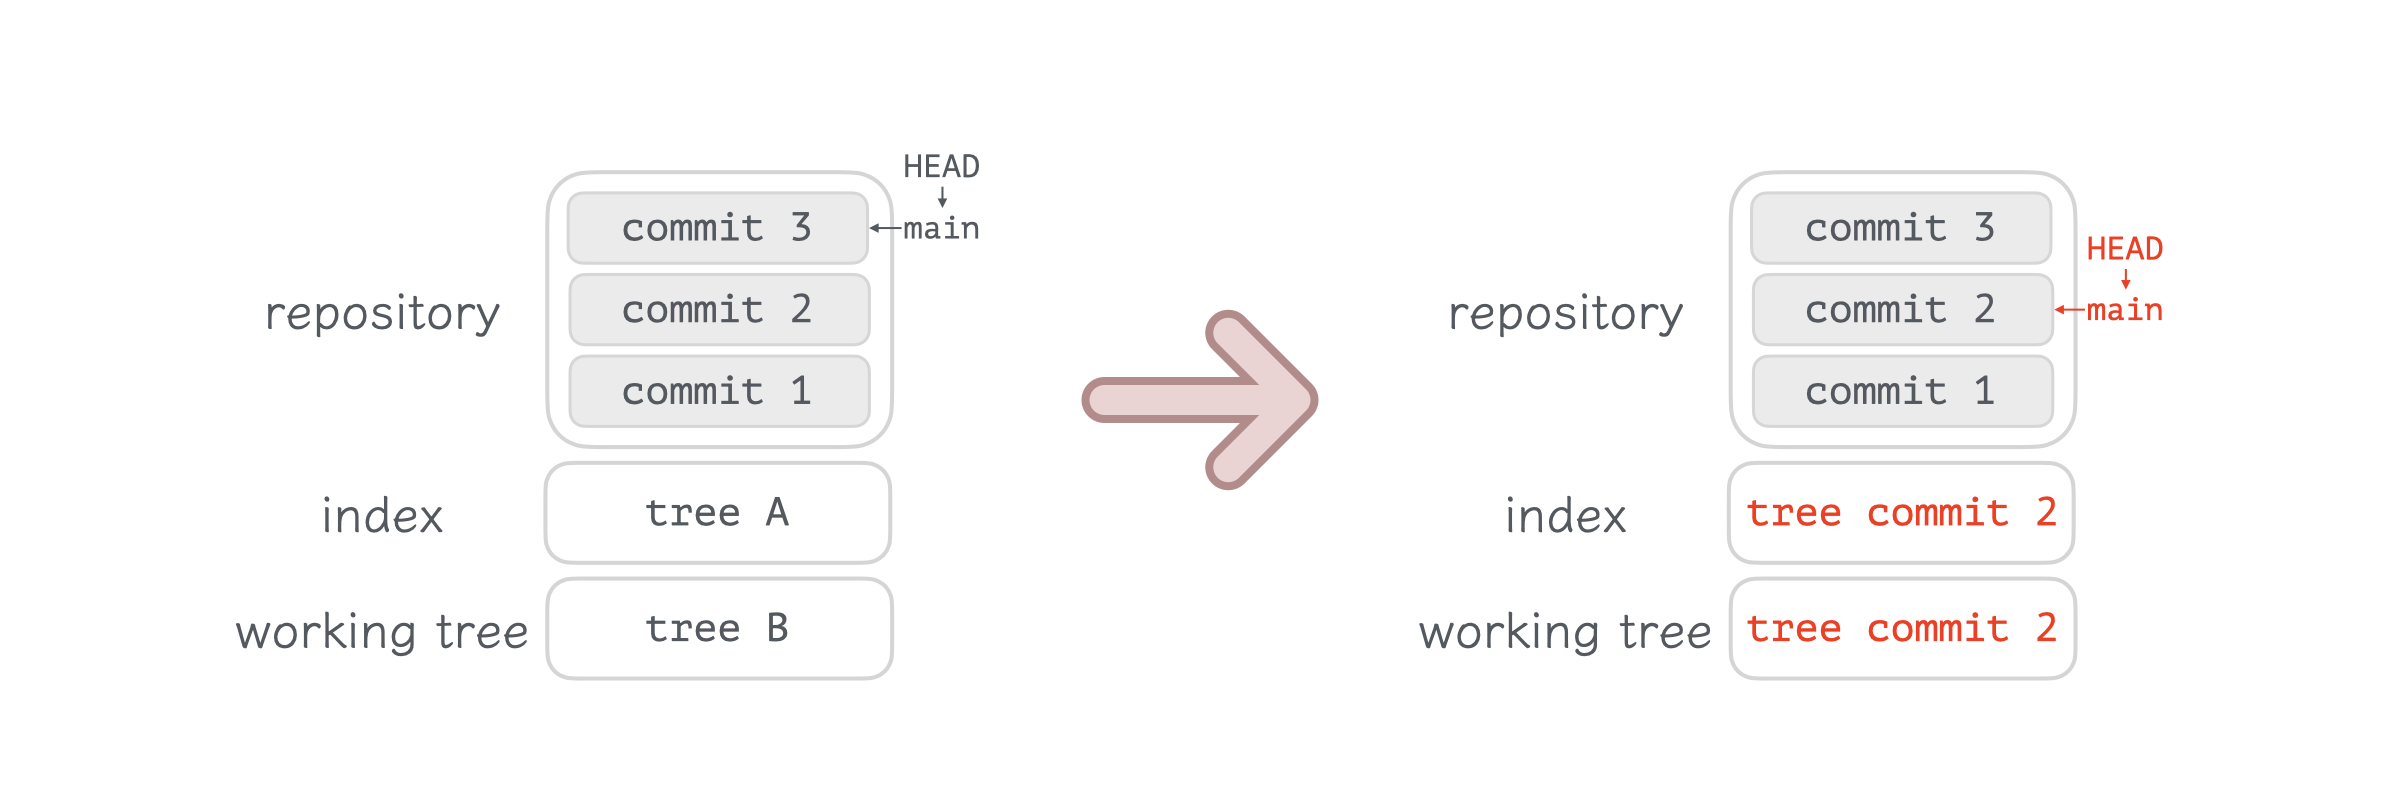 HEAD
commit 3
main
repository
commit 2
commit 1
index
tree A
working tree
tree B
commit 3
HEAD
repository
commit 2
main
commit 1
index
tree commit 2
working tree
tree commit 2